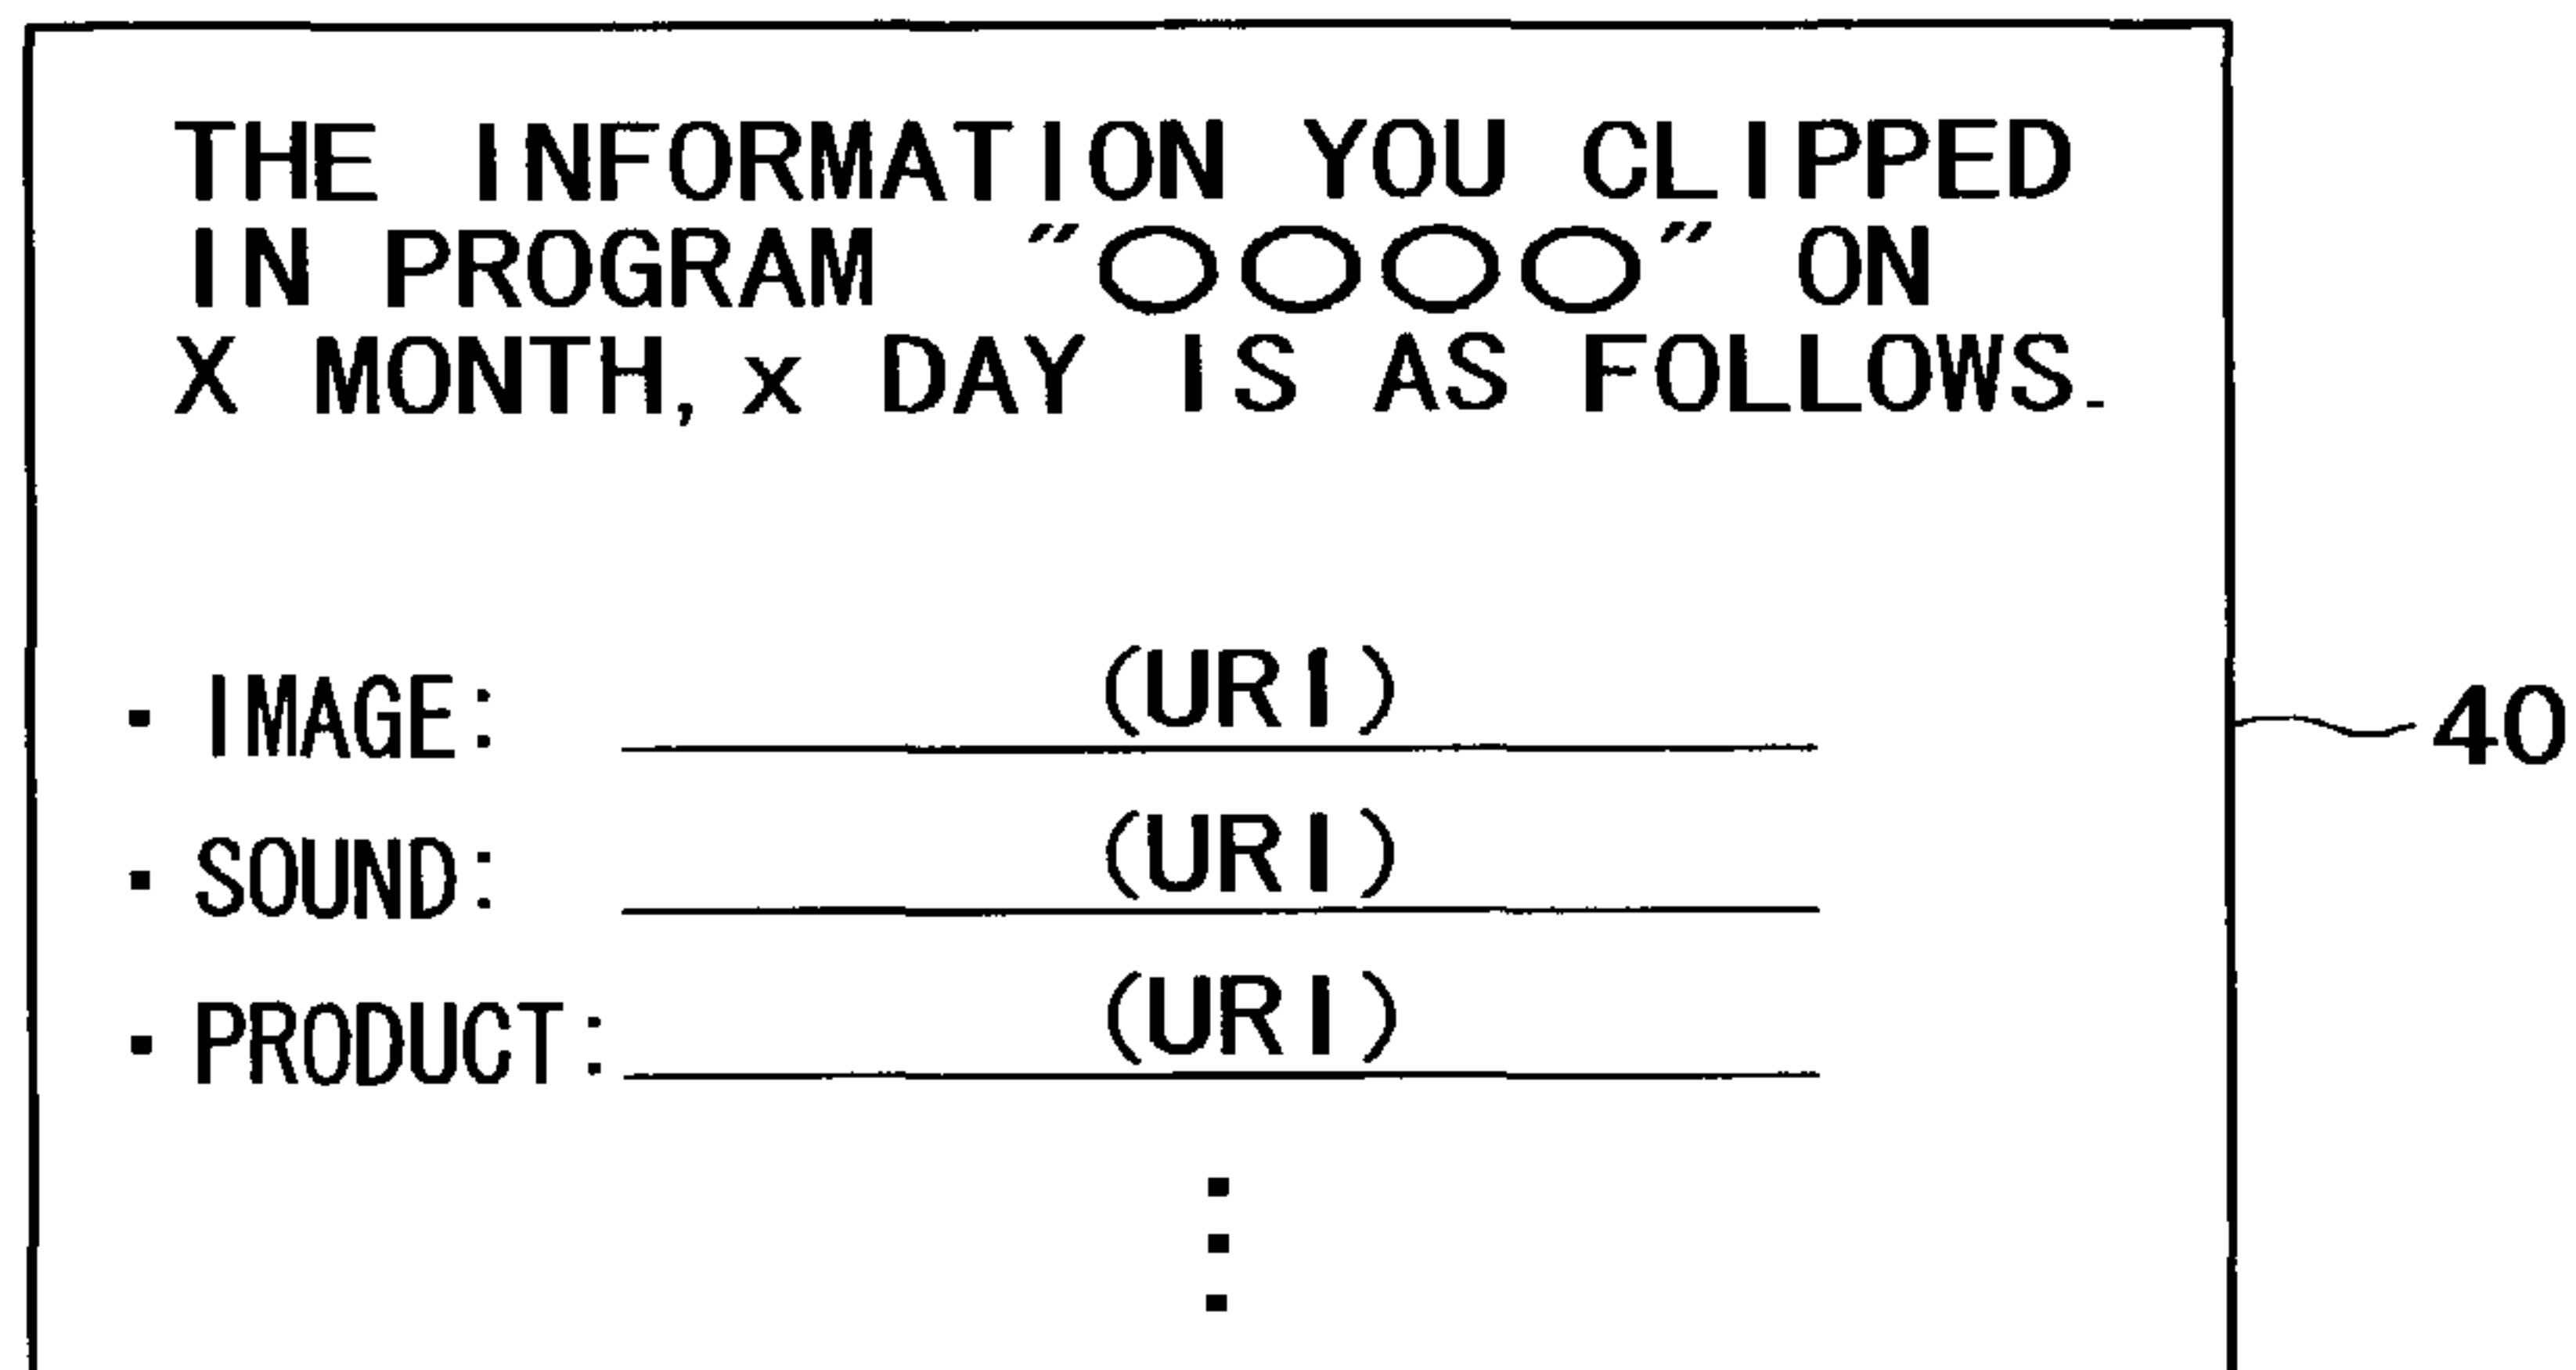 THE INFORMATION YOU CLIPPED
IN PROGRAM "○○○○" ON
X MONTH, x DAY IS AS FOLLOWS.
▪ IMAGE: (URI)
40
▪ SOUND: (URI)
▪ PRODUCT: (URI)